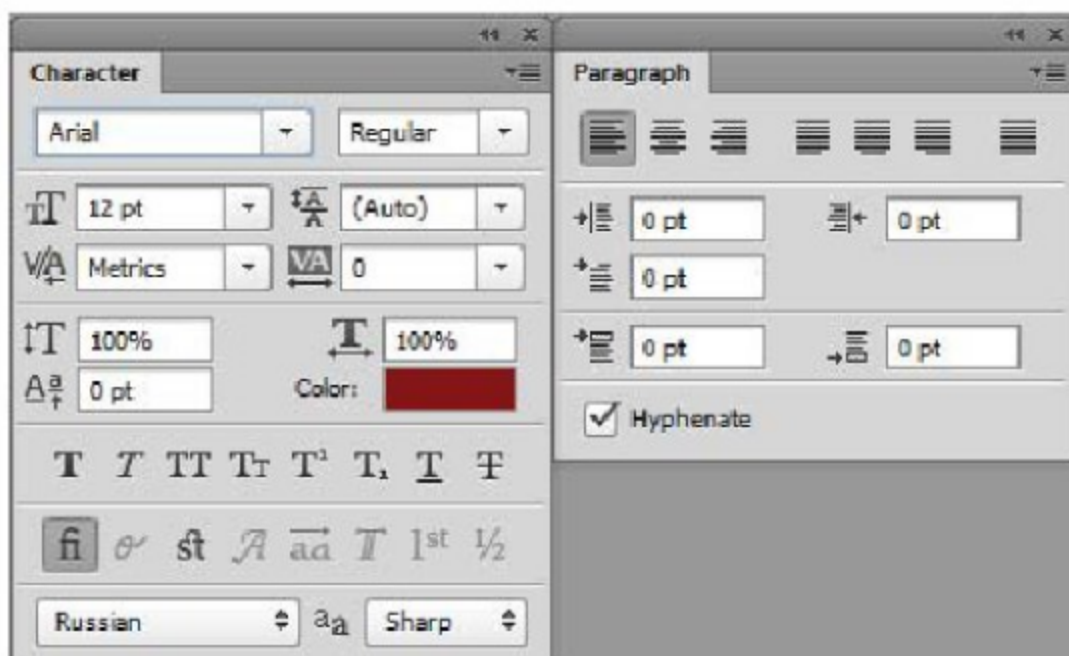 Character
Arial
Regular
12 pt
(Auto)
Metrics
0
100%
100%
0 pt
Color:
Russian
Sharp
Paragraph
0 pt
0 pt
0 pt
0 pt
0 pt
Hyphenate